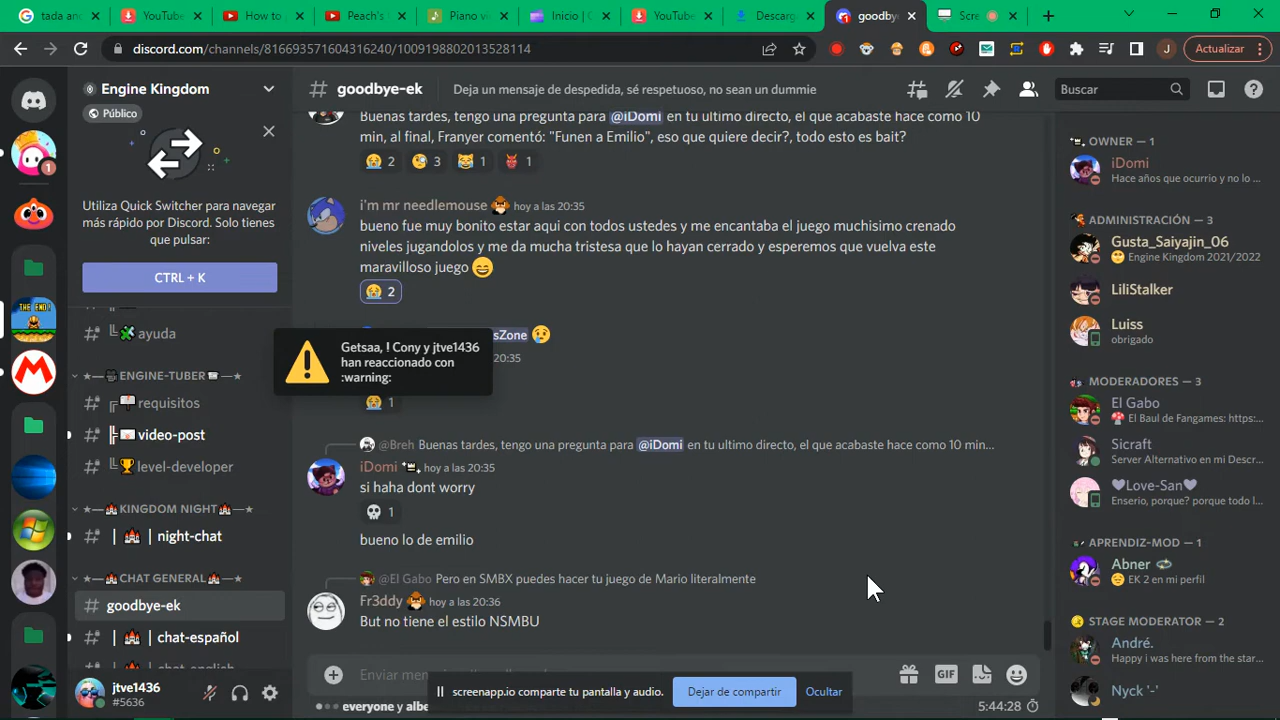 tada and
YouTube
How to p
Peach's
Piano vi
Inicio | C
YouTube
Descarg
goodby
Scre
discord.com/channels/816693571604316240/1009198802013528114
J
Actualizar
Engine Kingdom
Público
Utiliza Quick Switcher para navegar
más rápido por Discord. Solo tienes
que pulsar:
CTRL + K
ayuda
ENGINE-TUBER
requisitos
video-post
level-developer
KINGDOM NIGHT
night-chat
CHAT GENERAL
goodbye-ek
chat-español
chat-english
jtve1436
#5636
goodbye-ek
Deja un mensaje de despedida, sé respetuoso, no sean un dummie
Buscar
Buenas tardes, tengo una pregunta para @iDomi en tu ultimo directo, el que acabaste hace como 10
min, al final, Frayner comentó: "Funen a Emilio", eso que quiere decir?, todo esto es bait?
2 3 1 1
i'm mr needlemouse hoy a las 20:35
bueno fue muy bonito estar aqui con todos ustedes y me encantaba el juego muchisimo crenado
niveles jugandolos y me da mucha tristesa que lo hayan cerrado y esperemos que vuelva este
maravilloso juego
2
sZone
20:35
Getsaa, ! Cony y jtve1436
han reaccionado con
:warning:
1
@Breh Buenas tardes, tengo una pregunta para @iDomi en tu ultimo directo, el que acabaste hace como 10 min…
iDomi hoy a las 20:35
si haha dont worry
1
bueno lo de emilio
@El Gabo Pero en SMBX puedes hacer tu juego de Mario literalmente
Fr3ddy hoy a las 20:36
But no tiene el estilo NSMBU
Enviar men
GIF
screenapp.io comparte tu pantalla y audio.
Dejar de compartir
Ocultar
everyone y albe
5:44:28
OWNER — 1
iDomi
Hace años que ocurrio y no lo ...
ADMINISTRACIÓN — 3
Gusta_Saiyajin_06
Engine Kingdom 2021/2022
LiliStalker
Luiss
obrigado
MODERADORES — 3
El Gabo
El Baul de Fangames: https:...
Sicraft
Server Alternativo en mi Descr...
Love-San
Enserio, porque? porque todo l...
APRENDIZ-MOD — 1
Abner
EK 2 en mi perfil
STAGE MODERATOR — 2
André.
Happy i was here from the star...
Nyck '-'
THE END!
1